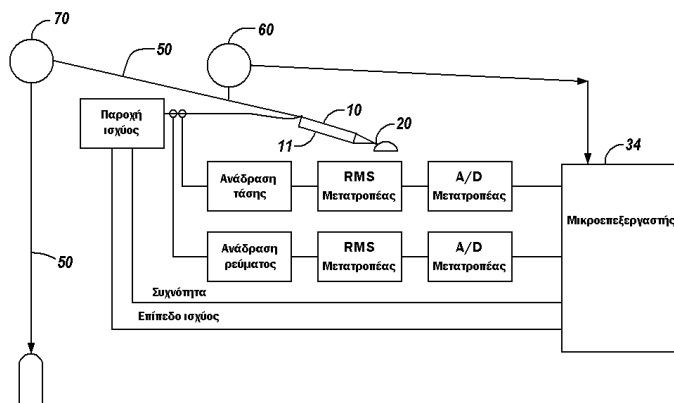 70
50
60
10
11
20
34
Παροχή
ισχύος
Ανάδραση
τάσης
RMS
Μετατροπέας
A/D
Μετατροπέας
Μικροεπεξεργαστής
Ανάδραση
ρεύματος
RMS
Μετατροπέας
A/D
Μετατροπέας
50
Συχνότητα
Επίπεδο ισχύος